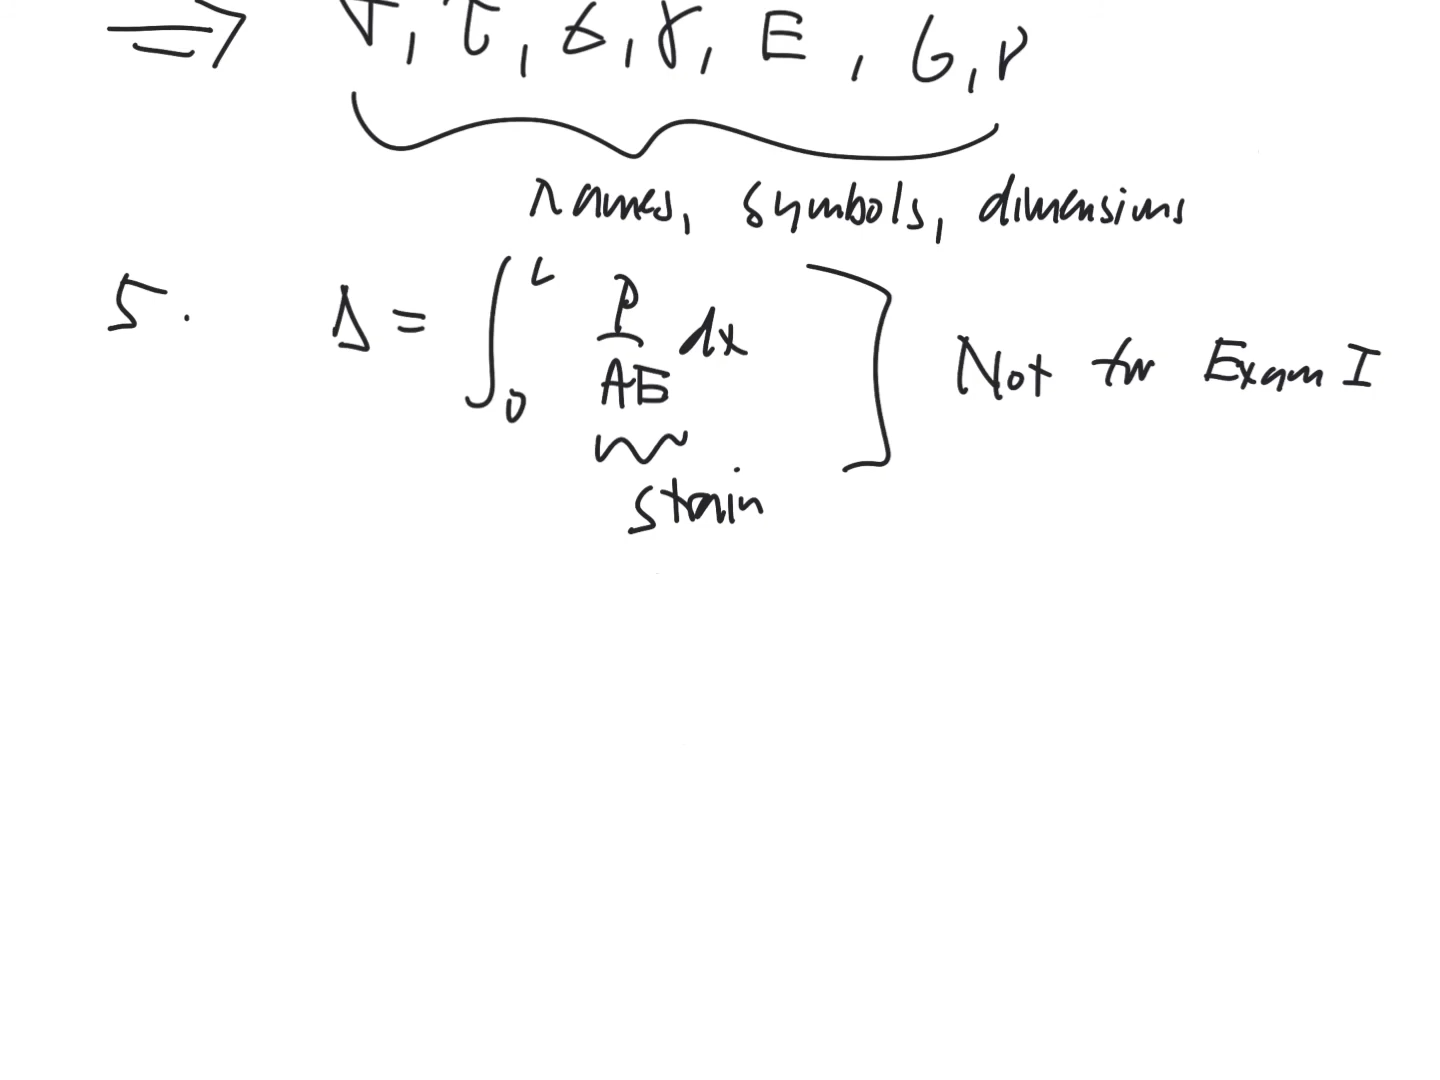 ⟹ σ, τ, ε, γ, E, G, ν
names, symbols, dimensions
5. Δ = ∫₀ᴸ P/AE dx ] Not for Exam I
strain